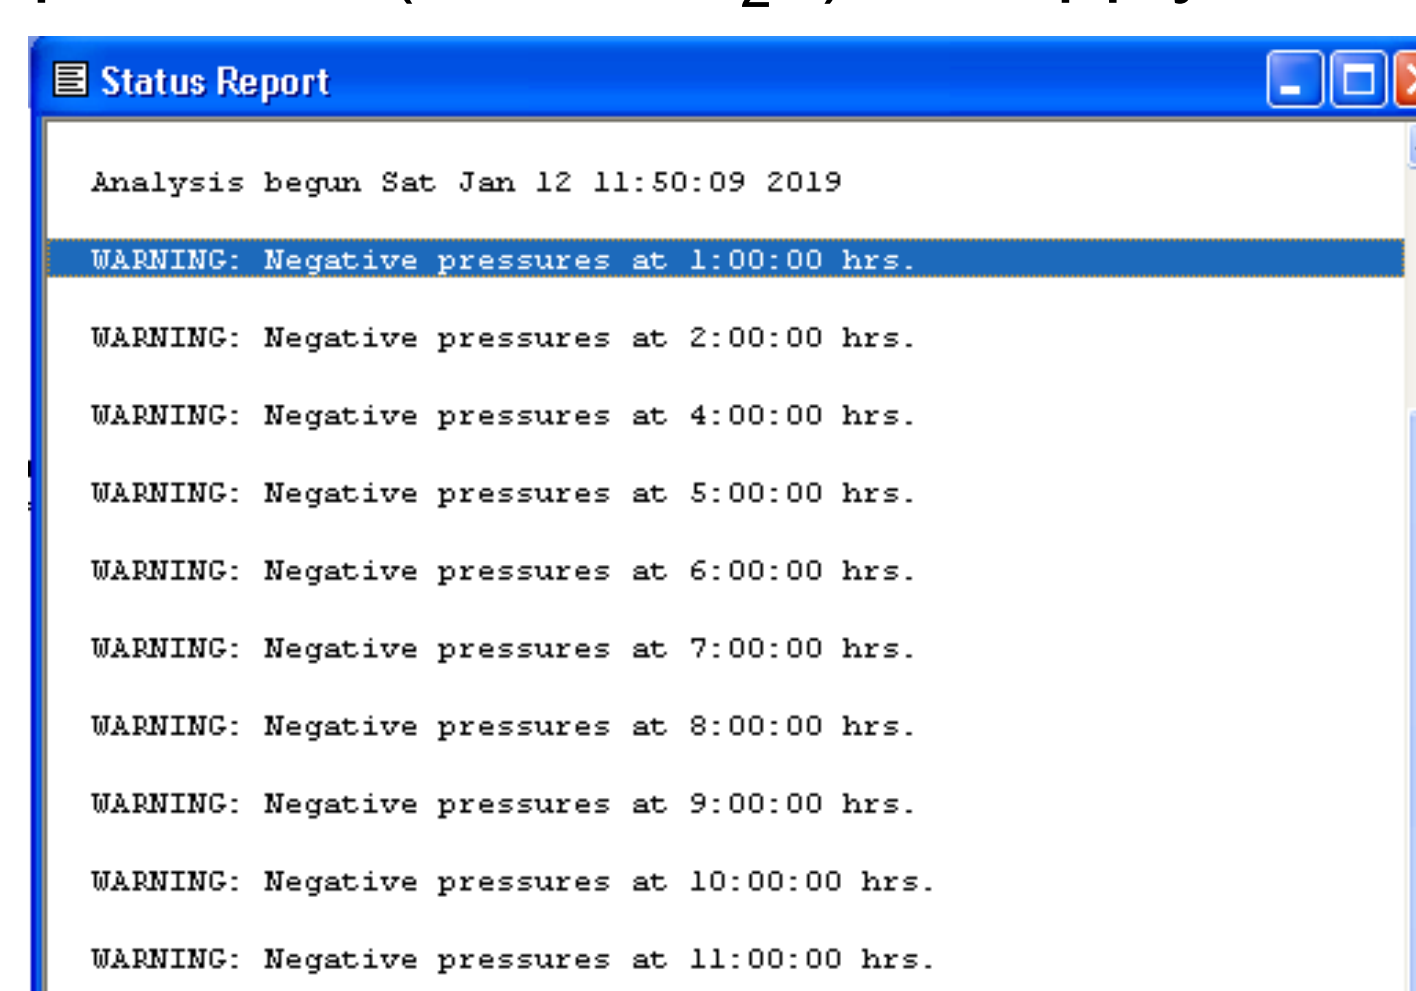 Status Report
Analysis begun Sat Jan 12 11:50:09 2019
WARNING: Negative pressures at 1:00:00 hrs.
WARNING: Negative pressures at 2:00:00 hrs.
WARNING: Negative pressures at 4:00:00 hrs.
WARNING: Negative pressures at 5:00:00 hrs.
WARNING: Negative pressures at 6:00:00 hrs.
WARNING: Negative pressures at 7:00:00 hrs.
WARNING: Negative pressures at 8:00:00 hrs.
WARNING: Negative pressures at 9:00:00 hrs.
WARNING: Negative pressures at 10:00:00 hrs.
WARNING: Negative pressures at 11:00:00 hrs.